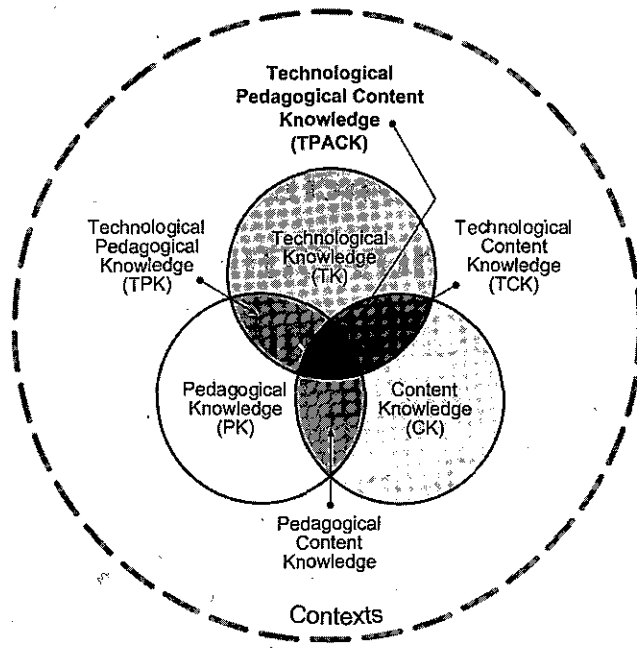 Technological
Pedagogical Content
Knowledge
(TPACK)
Technological
Pedagogical
Knowledge
(TPK)
Technological
Knowledge
(TK)
Technological
Content
Knowledge
(TCK)
Pedagogical
Knowledge
(PK)
Content
Knowledge
(CK)
Pedagogical
Content
Knowledge
Contexts